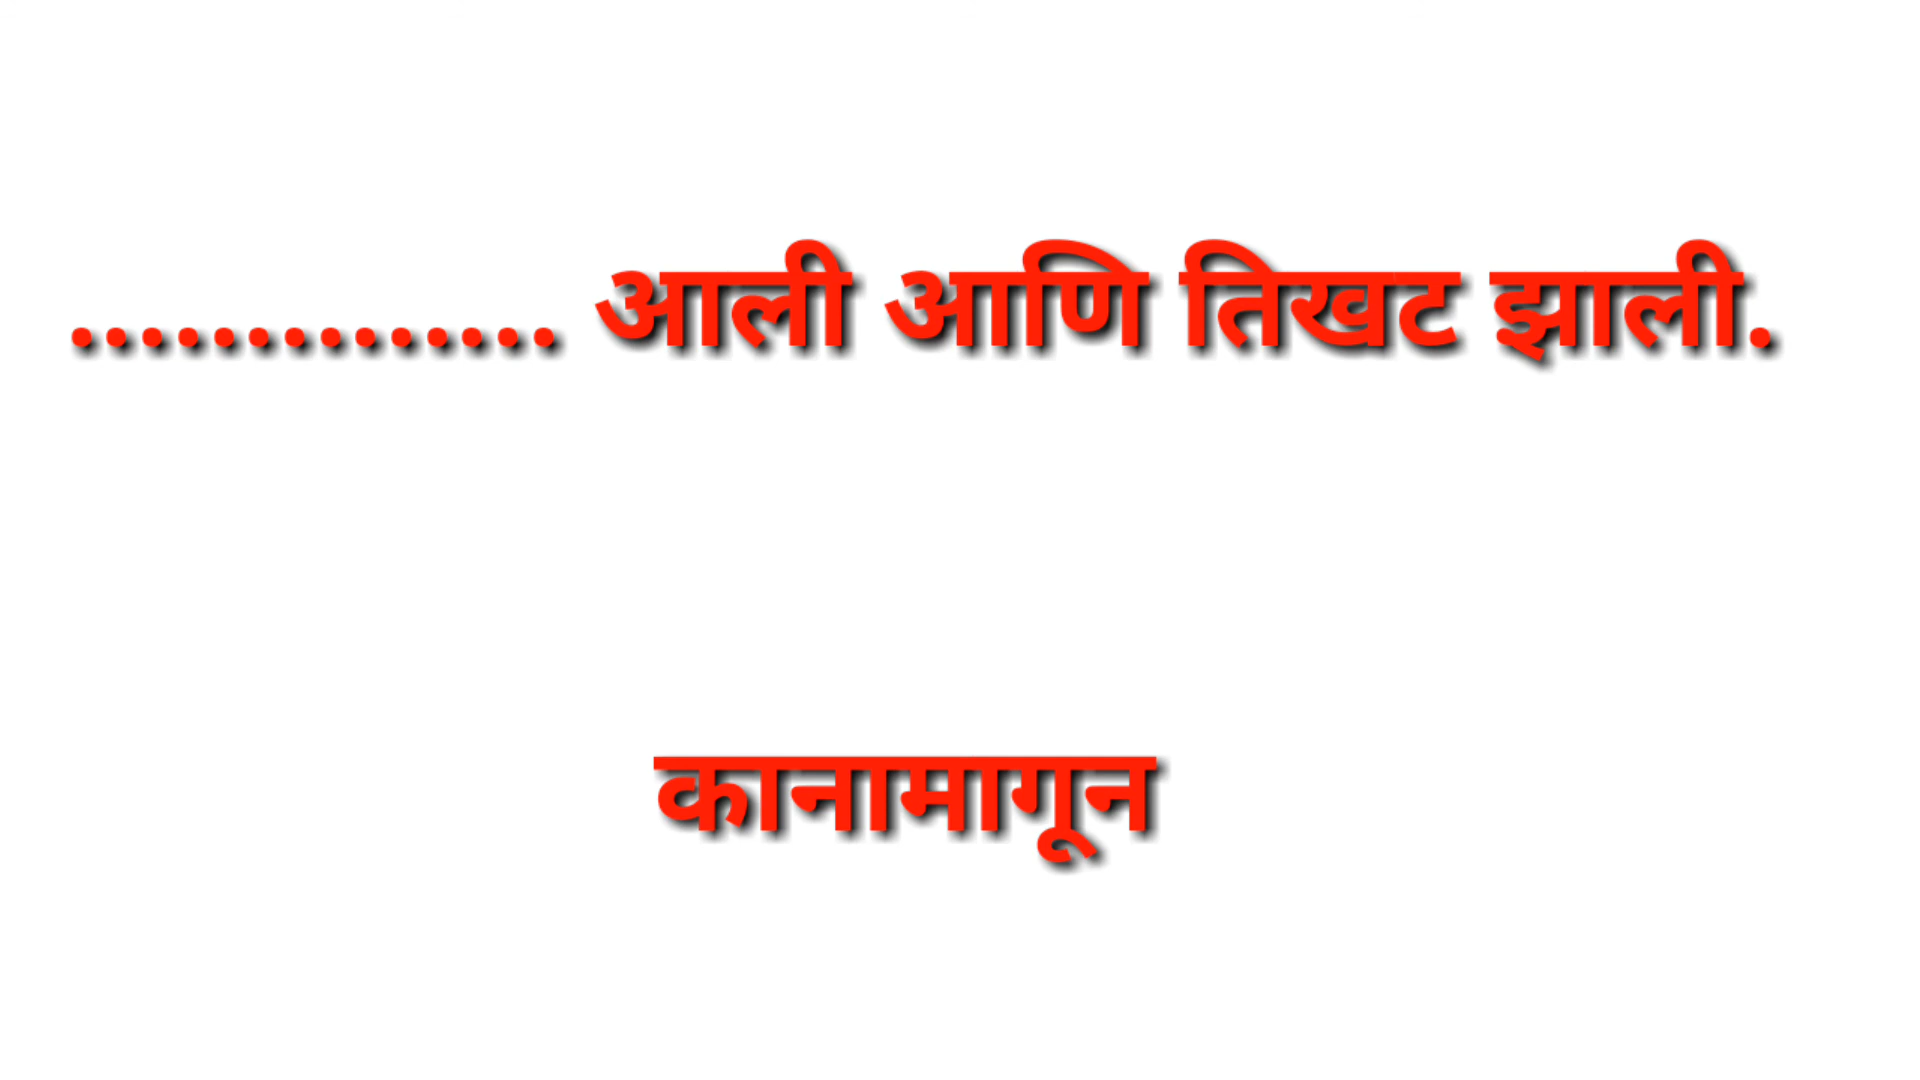 .............. आली आणि तिखट झाली.
कानामागून